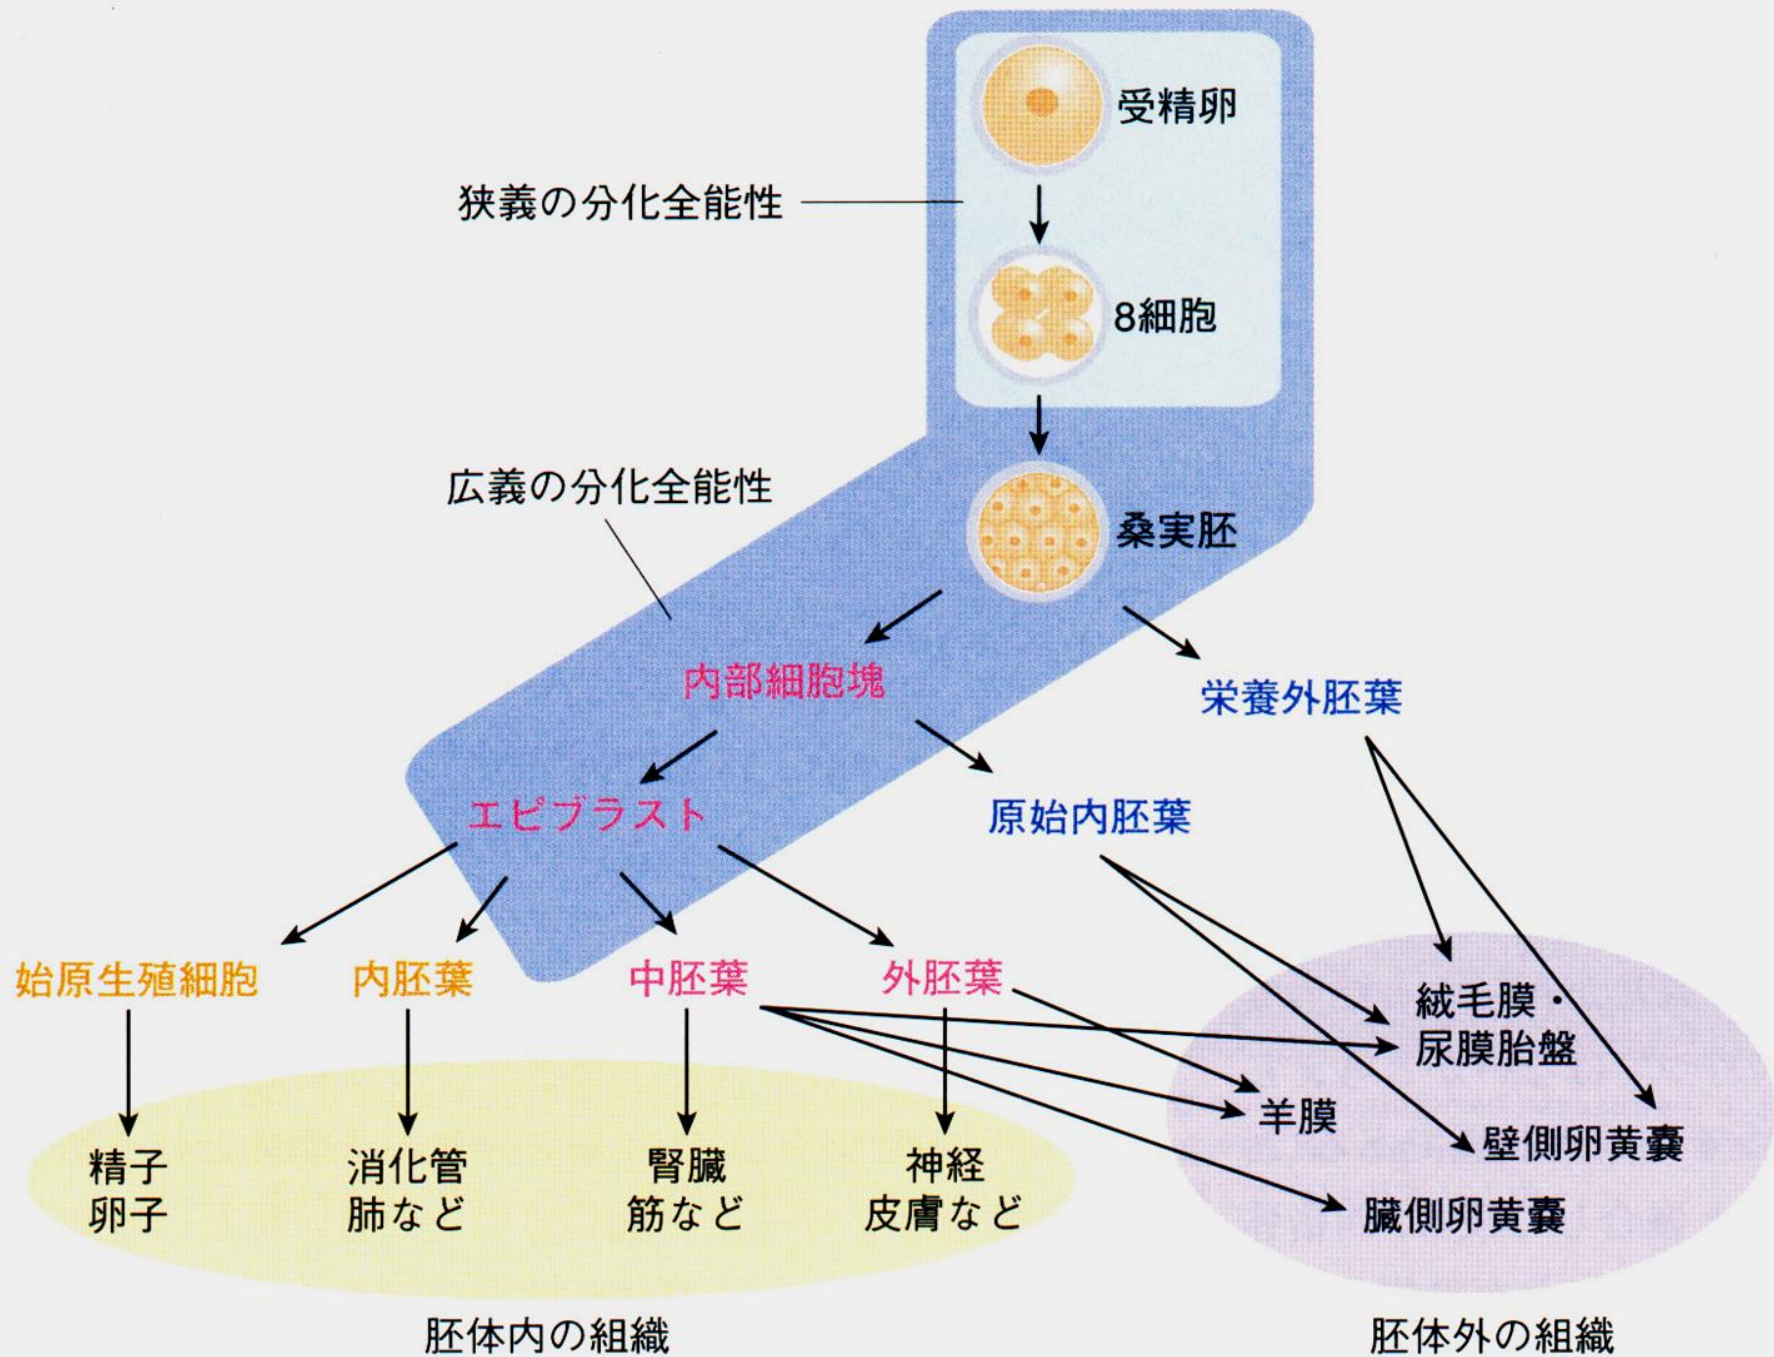 受精卵
狭義の分化全能性
8細胞
広義の分化全能性
桑実胚
内部細胞塊
栄養外胚葉
エピブラスト
原始内胚葉
始原生殖細胞
内胚葉
中胚葉
外胚葉
絨毛膜・
尿膜胎盤
羊膜
壁側卵黄嚢
臓側卵黄嚢
精子
卵子
消化管
肺など
腎臓
筋など
神経
皮膚など
胚体内の組織
胚体外の組織